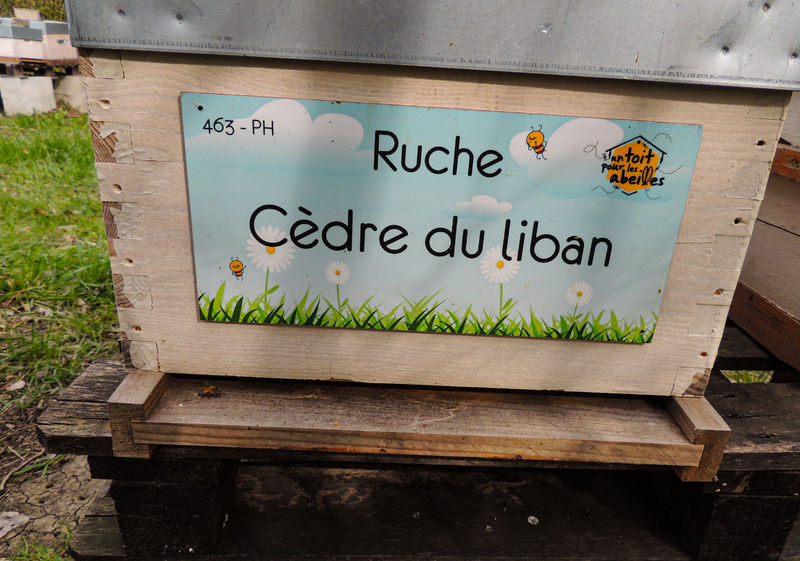 463 - PH
Ruche
Cèdre du liban
un toit
pour les
abeilles